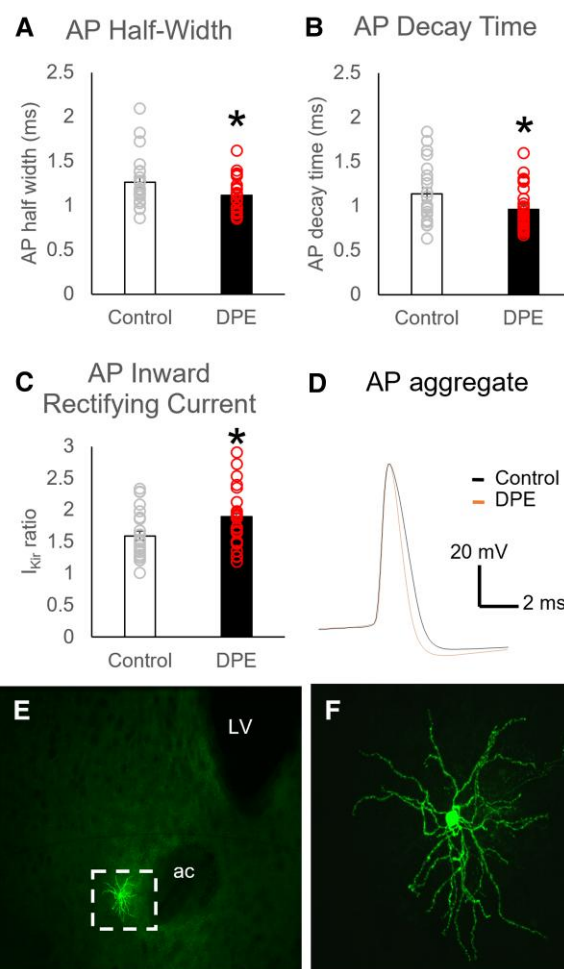 A
AP Half-Width
AP half width (ms)
2.5
2
1.5
1
0.5
0
*
Control
DPE
B
AP Decay Time
AP decay time (ms)
2.5
2
1.5
1
0.5
0
*
Control
DPE
C
AP Inward
Rectifying Current
I_Kir ratio
3
2.5
2
1.5
1
0.5
0
*
Control
DPE
D
AP aggregate
Control
DPE
20 mV
2 ms
E
LV
ac
F